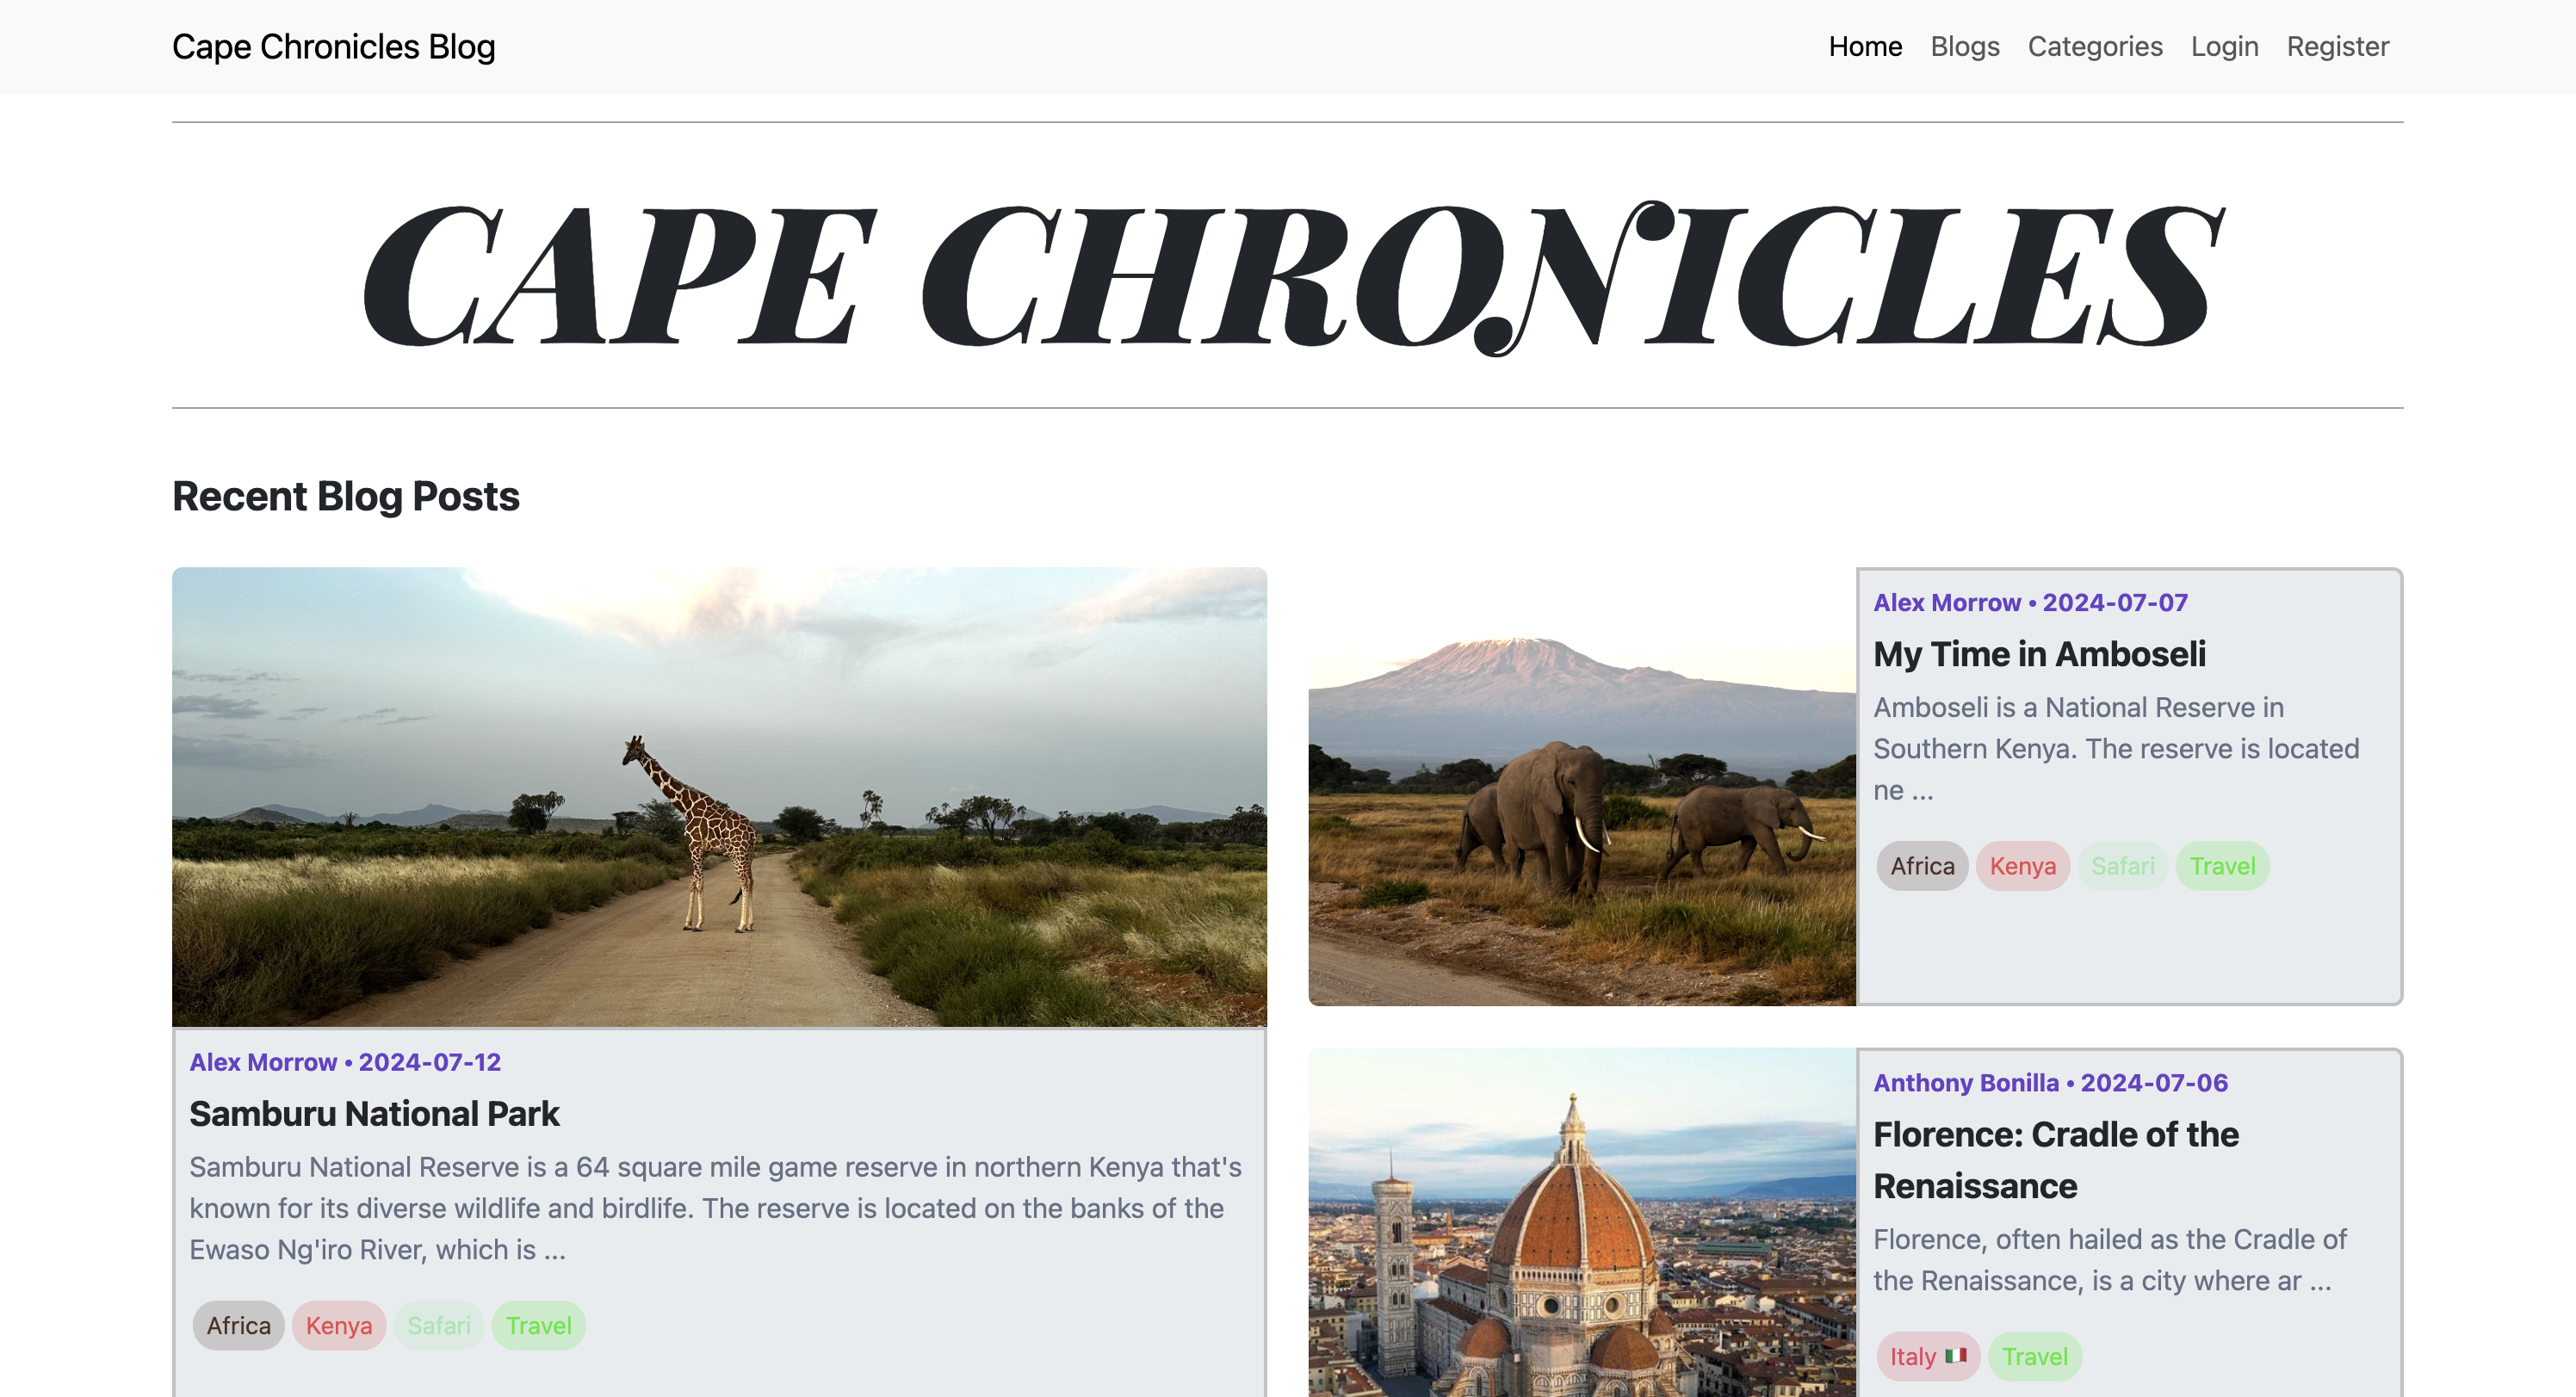 Cape Chronicles Blog
Home Blogs Categories Login Register
CAPE CHRONICLES
Recent Blog Posts
Alex Morrow • 2024-07-12
Samburu National Park
Samburu National Reserve is a 64 square mile game reserve in northern Kenya that's
known for its diverse wildlife and birdlife. The reserve is located on the banks of the
Ewaso Ng'iro River, which is ...
Africa Kenya Safari Travel
Alex Morrow • 2024-07-07
My Time in Amboseli
Amboseli is a National Reserve in
Southern Kenya. The reserve is located
ne ...
Africa Kenya Safari Travel
Anthony Bonilla • 2024-07-06
Florence: Cradle of the
Renaissance
Florence, often hailed as the Cradle of
the Renaissance, is a city where ar ...
Italy 🇮🇹 Travel